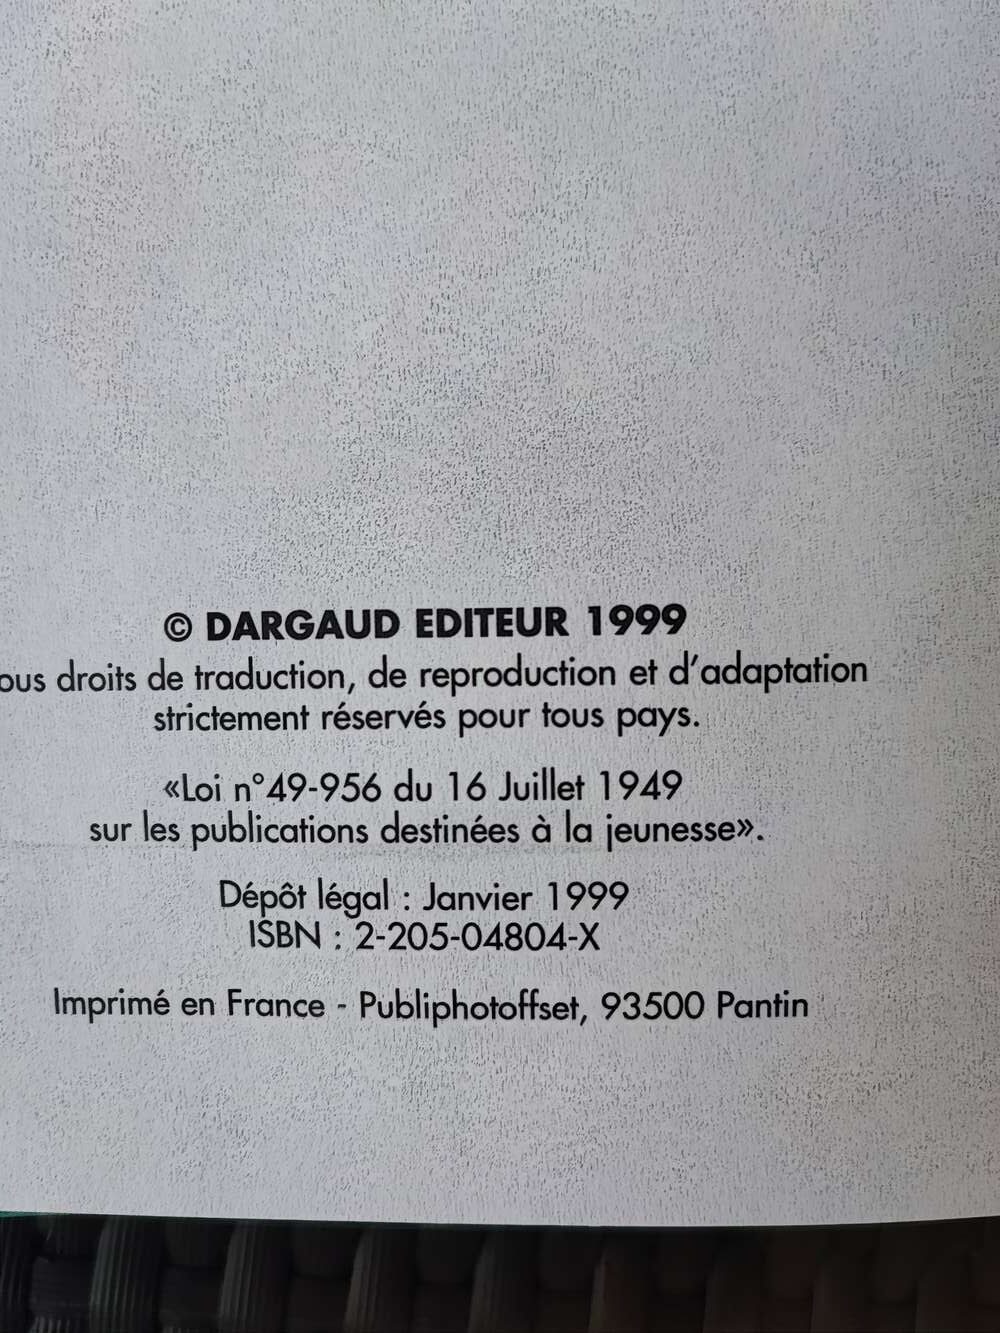 © DARGAUD EDITEUR 1999
ous droits de traduction, de reproduction et d'adaptation
strictement réservés pour tous pays.
«Loi n°49-956 du 16 Juillet 1949
sur les publications destinées à la jeunesse».
Dépôt légal : Janvier 1999
ISBN : 2-205-04804-X
Imprimé en France - Publiphotoffset, 93500 Pantin